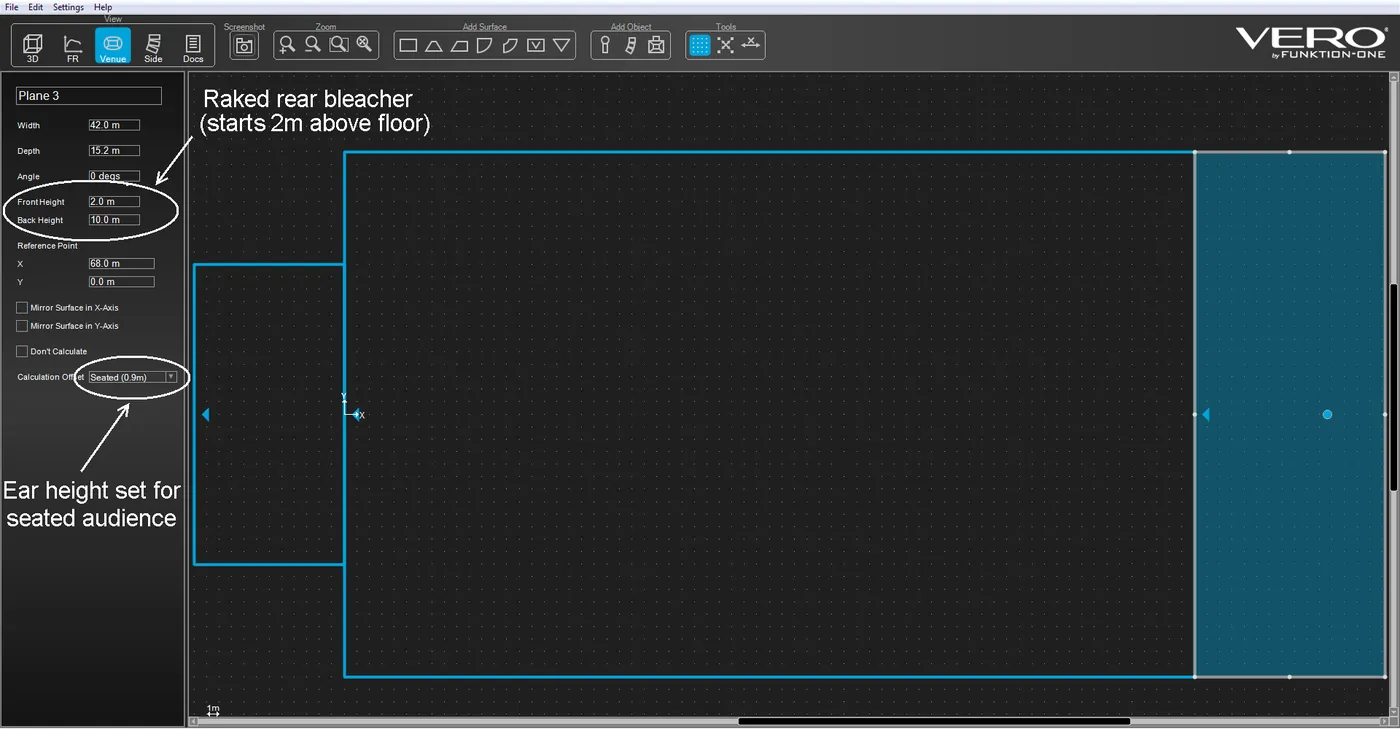 File Edit Settings Help
View
Screenshot
Zoom
Add Surface
Add Object
Tools
3D
FR
Venue
Side
Docs
VERO®
by FUNKTION-ONE
Plane 3
Raked rear bleacher
(starts 2m above floor)
Width 42.0 m
Depth 15.2 m
Angle 0 degs
Front Height 2.0 m
Back Height 10.0 m
Reference Point
X 68.0 m
Y 0.0 m
Mirror Surface in X-Axis
Mirror Surface in Y-Axis
Don't Calculate
Calculation Offset Seated (0.9m)
Y
X
Ear height set for
seated audience
1m